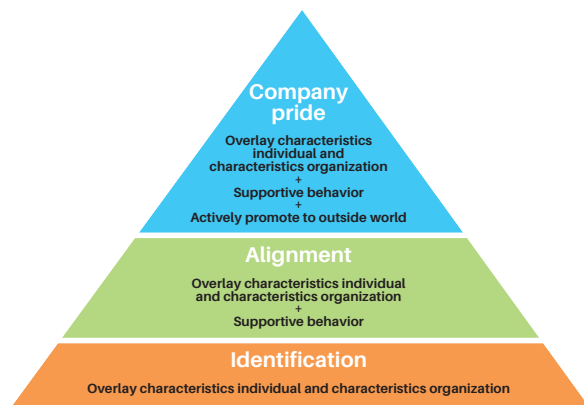 Company
pride
Overlay characteristics
individual and
characteristics organization
+
Supportive behavior
+
Actively promote to outside world
Alignment
Overlay characteristics individual
and characteristics organization
+
Supportive behavior
Identification
Overlay characteristics individual and characteristics organization